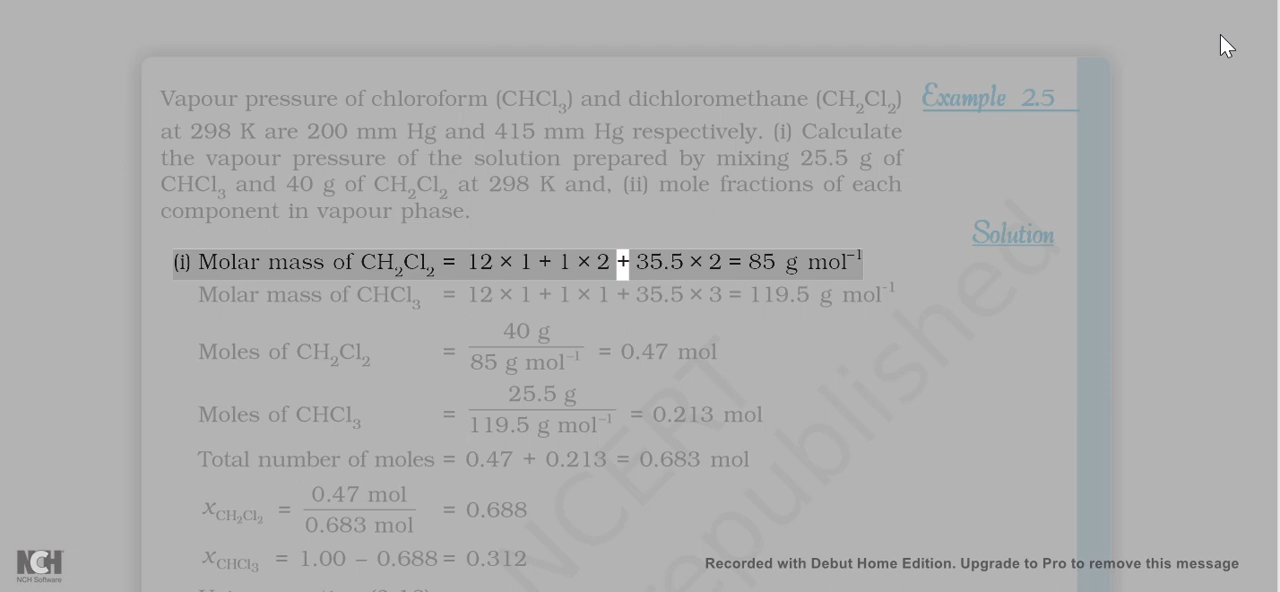 Vapour pressure of chloroform (CHCl₃) and dichloromethane (CH₂Cl₂)
at 298 K are 200 mm Hg and 415 mm Hg respectively. (i) Calculate
the vapour pressure of the solution prepared by mixing 25.5 g of
CHCl₃ and 40 g of CH₂Cl₂ at 298 K and, (ii) mole fractions of each
component in vapour phase.
Example 2.5
Solution
(i) Molar mass of CH₂Cl₂ = 12 × 1 + 1 × 2 + 35.5 × 2 = 85 g mol⁻¹
Molar mass of CHCl₃ = 12 × 1 + 1 × 1 + 35.5 × 3 = 119.5 g mol⁻¹
Moles of CH₂Cl₂ = 40 g / 85 g mol⁻¹ = 0.47 mol
Moles of CHCl₃ = 25.5 g / 119.5 g mol⁻¹ = 0.213 mol
Total number of moles = 0.47 + 0.213 = 0.683 mol
x CH₂Cl₂ = 0.47 mol / 0.683 mol = 0.688
x CHCl₃ = 1.00 – 0.688 = 0.312
NCERT
republished
NCH
NCH Software
Recorded with Debut Home Edition. Upgrade to Pro to remove this message